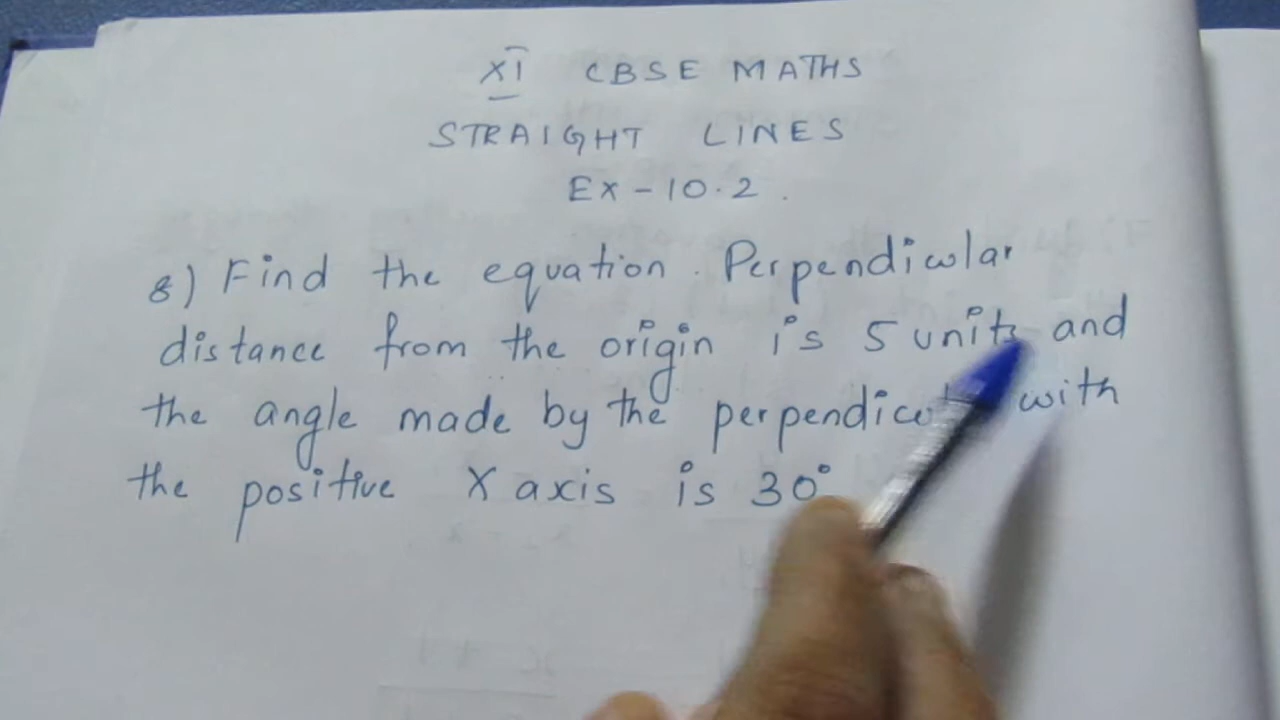 XI CBSE MATHS
STRAIGHT LINES
Ex - 10.2.
8) Find the equation. Perpendicular
distance from the origin is 5 units and
the angle made by the with
the positive X axis is 30°